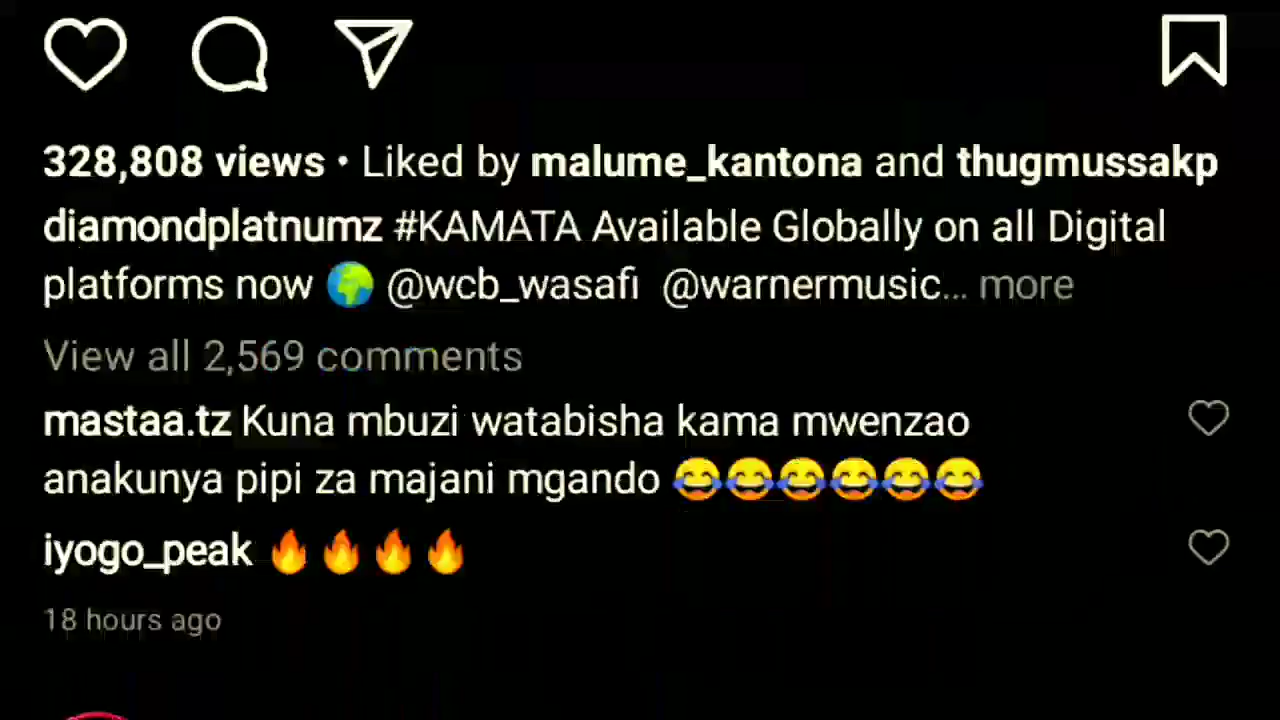 328,808 views • Liked by malume_kantona and thugmussakp
diamondplatnumz #KAMATA Available Globally on all Digital
platforms now 🌍 @wcb_wasafi @warnermusic... more
View all 2,569 comments
mastaa.tz Kuna mbuzi watabisha kama mwenzao
anakunya pipi za majani mgando 😂😂😂😂😂😂
iyogo_peak 🔥🔥🔥🔥
18 hours ago